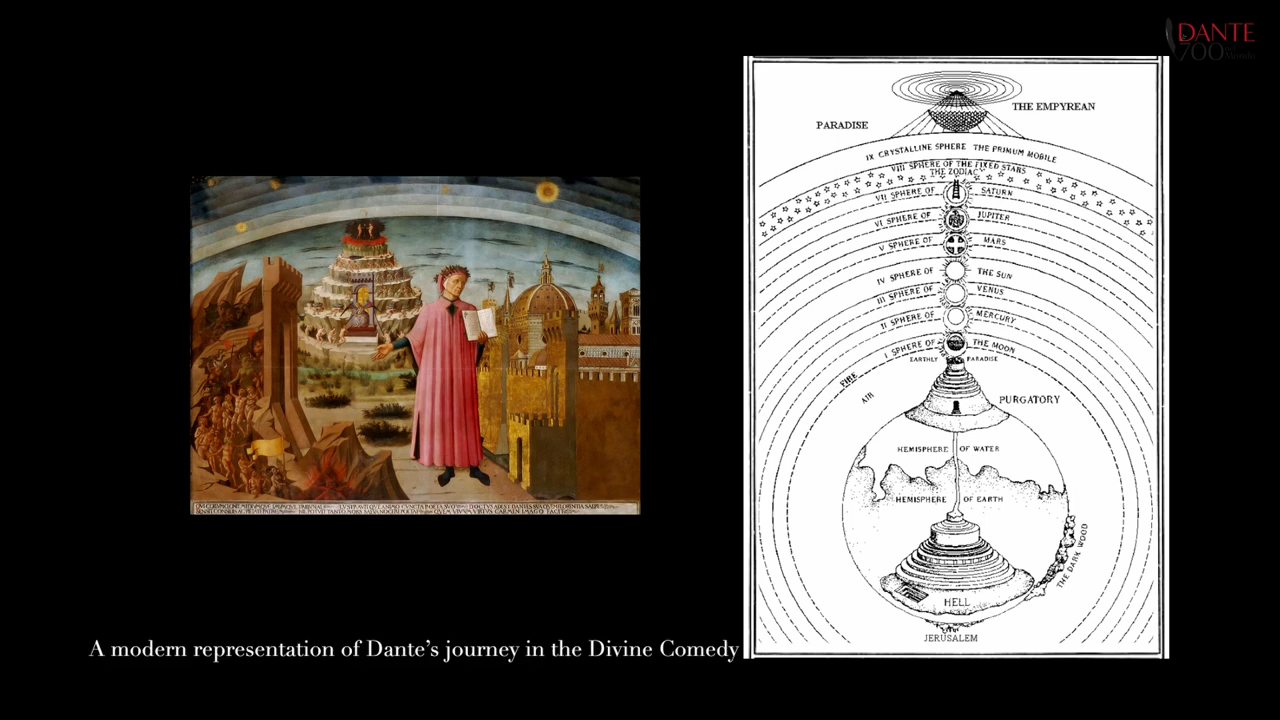 DANTE
700
PARADISE
THE EMPYREAN
IX CRYSTALLINE SPHERE THE PRIMUM MOBILE
VIII SPHERE OF THE FIXED STARS
THE ZODIAC
VII SPHERE OF SATURN
VI SPHERE OF JUPITER
V SPHERE OF MARS
IV SPHERE OF THE SUN
III SPHERE OF VENUS
II SPHERE OF MERCURY
I SPHERE OF THE MOON
EARTHLY PARADISE
FIRE
AIR
PURGATORY
HEMISPHERE OF WATER
HEMISPHERE OF EARTH
THE DARK WOOD
HELL
JERUSALEM
A modern representation of Dante’s journey in the Divine Comedy